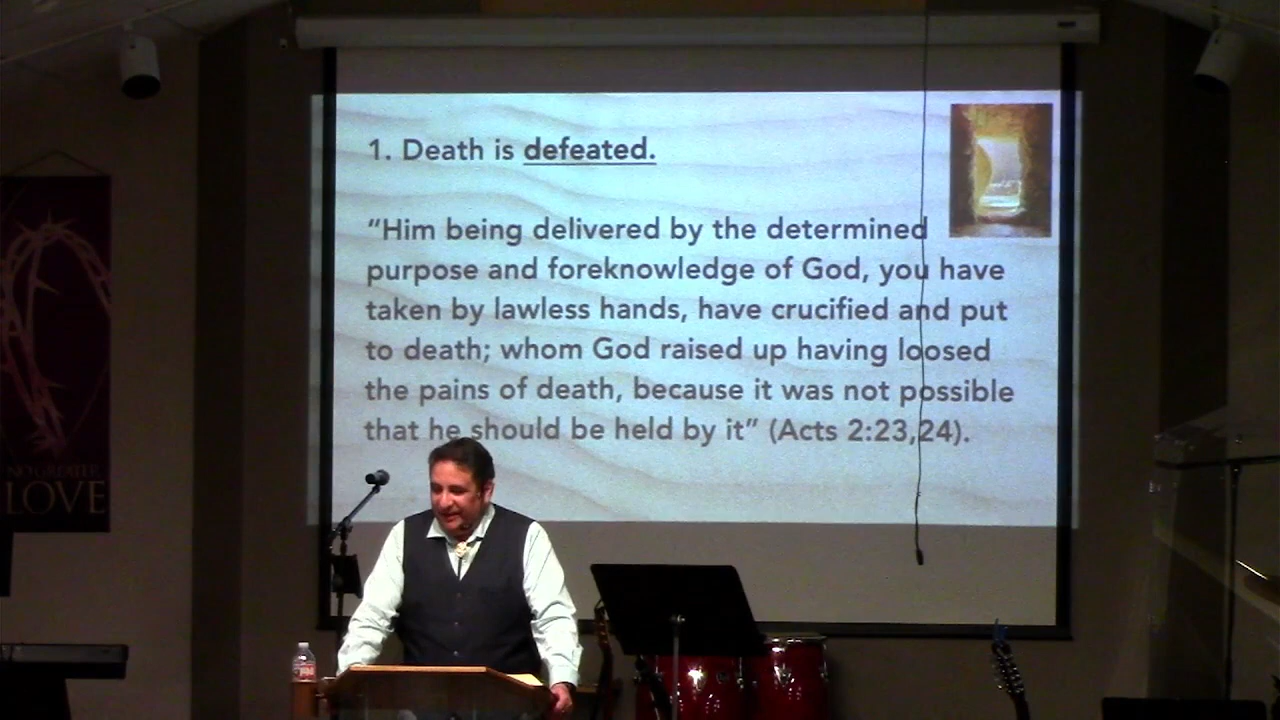 1. Death is defeated.
“Him being delivered by the determined
purpose and foreknowledge of God, you have
taken by lawless hands, have crucified and put
to death; whom God raised up having loosed
the pains of death, because it was not possible
that he should be held by it” (Acts 2:23,24).
NO GREATER
LOVE